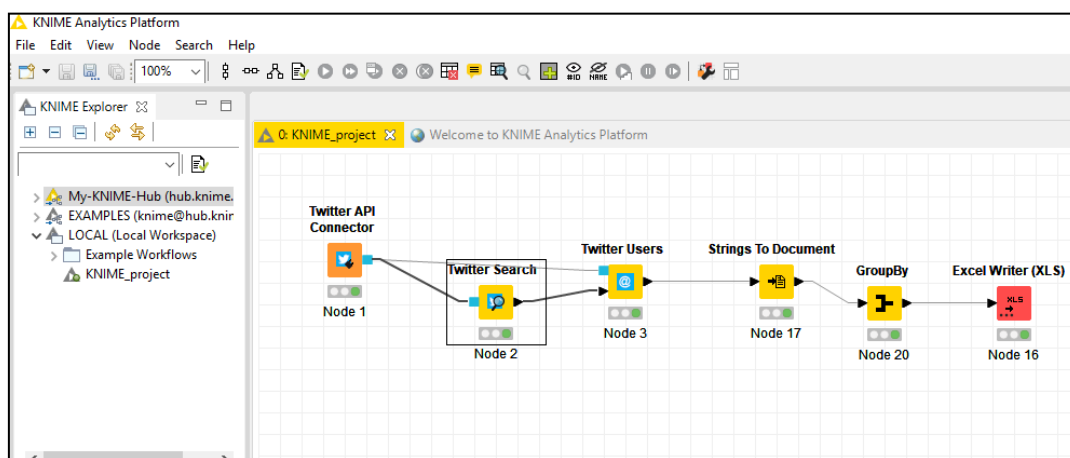 KNIME Analytics Platform
File Edit View Node Search Help
100%
#ID NAME
KNIME Explorer
0: KNIME_project Welcome to KNIME Analytics Platform
My-KNIME-Hub (hub.knime.
EXAMPLES (knime@hub.knir
LOCAL (Local Workspace)
Example Workflows
KNIME_project
Twitter API
Connector
Node 1
Twitter Search
Node 2
Twitter Users
@
Node 3
Strings To Document
Node 17
GroupBy
Node 20
Excel Writer (XLS)
XLS
Node 16